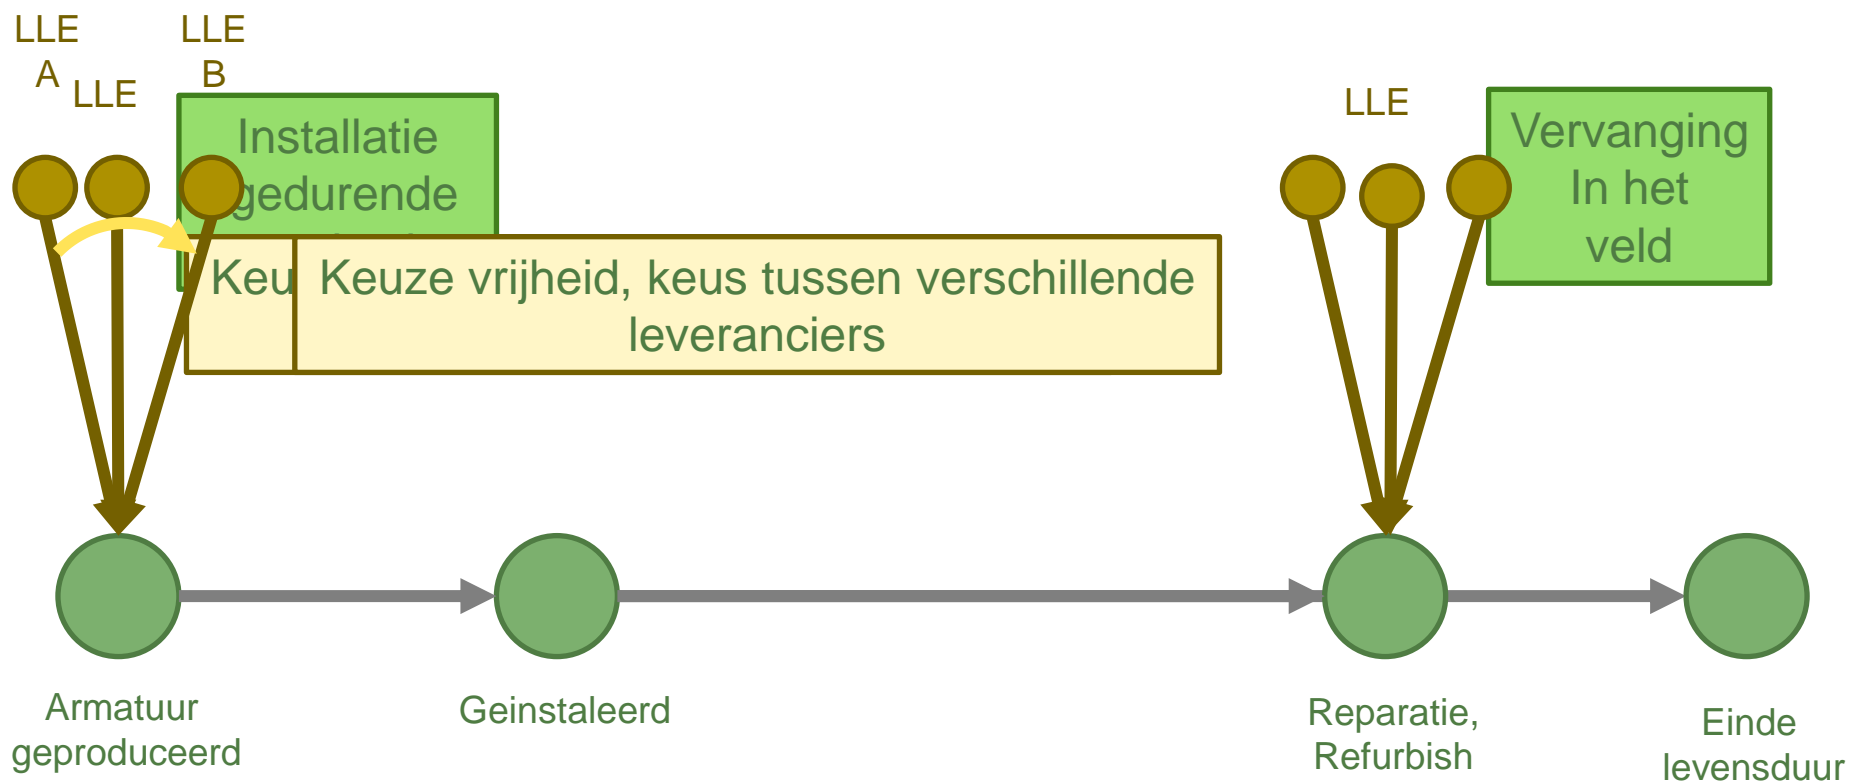 LLE
A
LLE
LLE
B
Installatie
gedurende
Keu
Keuze vrijheid, keus tussen verschillende
leveranciers
LLE
Vervanging
In het
veld
Armatuur
geproduceerd
Geinstaleerd
Reparatie,
Refurbish
Einde
levensduur